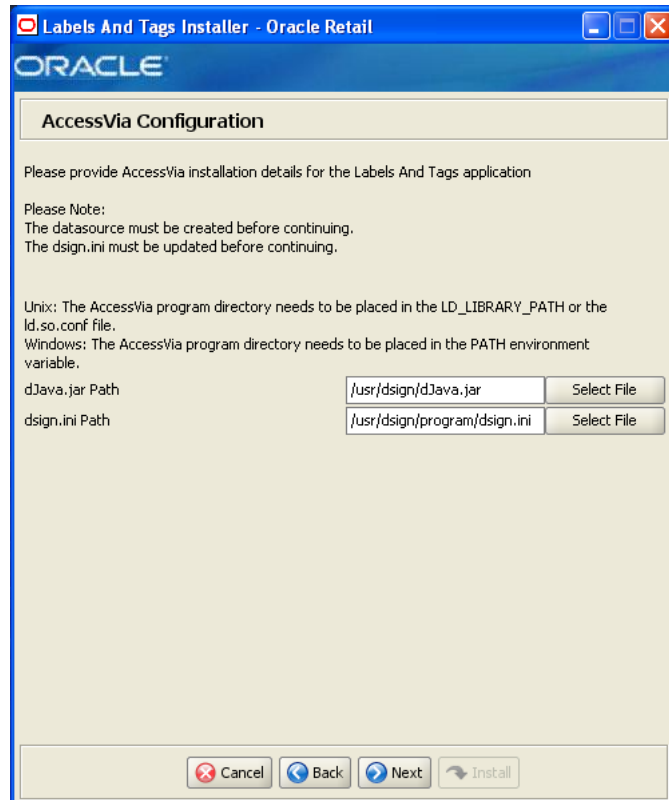 Labels And Tags Installer - Oracle Retail
ORACLE
AccessVia Configuration
Please provide AccessVia installation details for the Labels And Tags application
Please Note:
The datasource must be created before continuing.
The dsign.ini must be updated before continuing.
Unix: The AccessVia program directory needs to be placed in the LD_LIBRARY_PATH or the
ld.so.conf file.
Windows: The AccessVia program directory needs to be placed in the PATH environment
variable.
dJava.jar Path /usr/dsign/dJava.jar Select File
dsign.ini Path /usr/dsign/program/dsign.ini Select File
Cancel Back Next Install